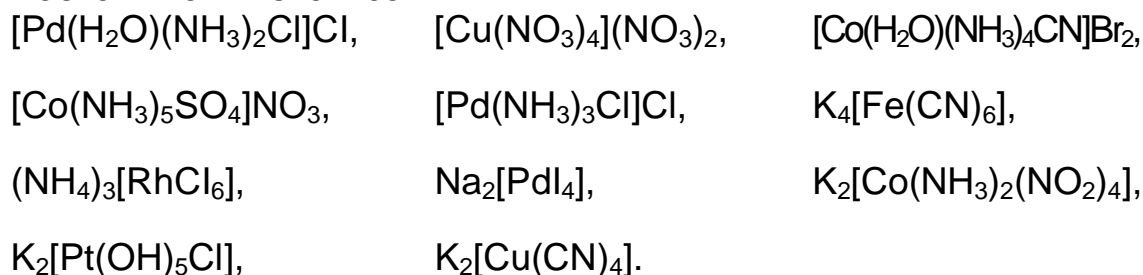 [Pd(H₂O)(NH₃)₂Cl]Cl, [Cu(NO₃)₄](NO₃)₂, [Co(H₂O)(NH₃)₄CN]Br₂,
[Co(NH₃)₅SO₄]NO₃, [Pd(NH₃)₃Cl]Cl, K₄[Fe(CN)₆],
(NH₄)₃[RhCl₆], Na₂[PdI₄], K₂[Co(NH₃)₂(NO₂)₄],
K₂[Pt(OH)₅Cl], K₂[Cu(CN)₄].